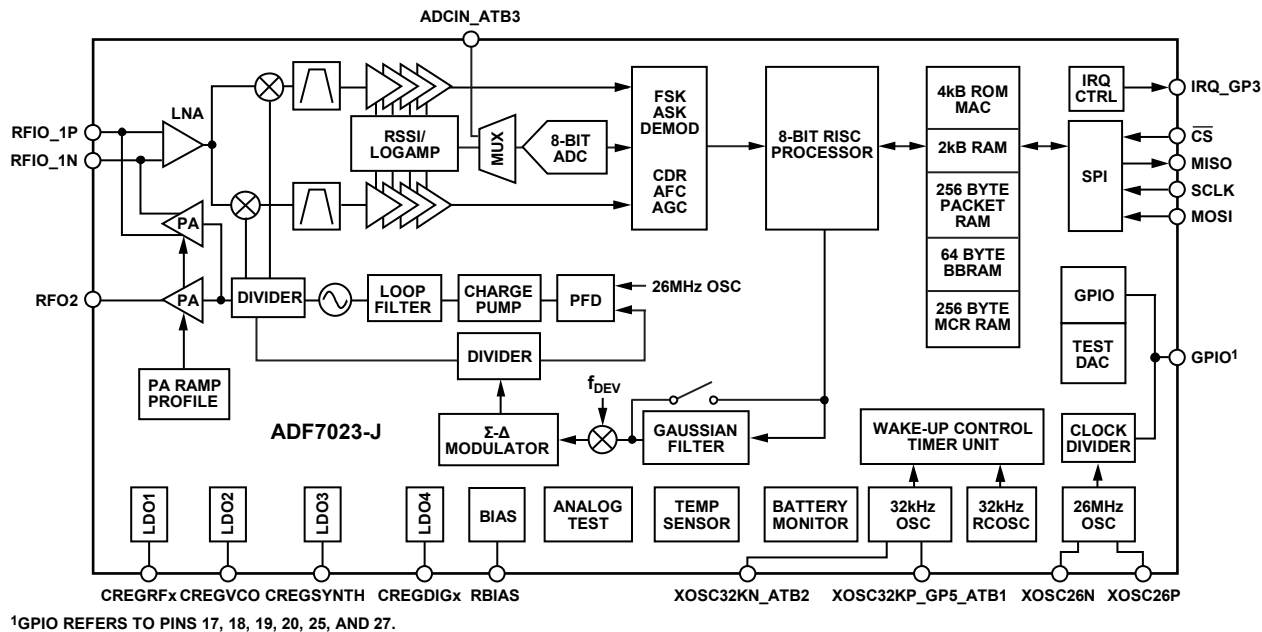 ADCIN_ATB3
LNA
RFIO_1P
RFIO_1N
RSSI/
LOGAMP
MUX
8-BIT
ADC
FSK
ASK
DEMOD
CDR
AFC
AGC
8-BIT RISC
PROCESSOR
4kB ROM
MAC
2kB RAM
256 BYTE
PACKET
RAM
64 BYTE
BBRAM
256 BYTE
MCR RAM
IRQ
CTRL
SPI
IRQ_GP3
C̅S̅
MISO
SCLK
MOSI
PA
RFO2
PA
DIVIDER
LOOP
FILTER
CHARGE
PUMP
PFD
26MHz OSC
GPIO
TEST
DAC
GPIO¹
PA RAMP
PROFILE
DIVIDER
fDEV
ADF7023-J
Σ-Δ
MODULATOR
GAUSSIAN
FILTER
WAKE-UP CONTROL
TIMER UNIT
CLOCK
DIVIDER
LDO1
LDO2
LDO3
LDO4
BIAS
ANALOG
TEST
TEMP
SENSOR
BATTERY
MONITOR
32kHz
OSC
32kHz
RCOSC
26MHz
OSC
CREGRFx
CREGVCO
CREGSYNTH
CREGDIGx
RBIAS
XOSC32KN_ATB2
XOSC32KP_GP5_ATB1
XOSC26N
XOSC26P
¹GPIO REFERS TO PINS 17, 18, 19, 20, 25, AND 27.